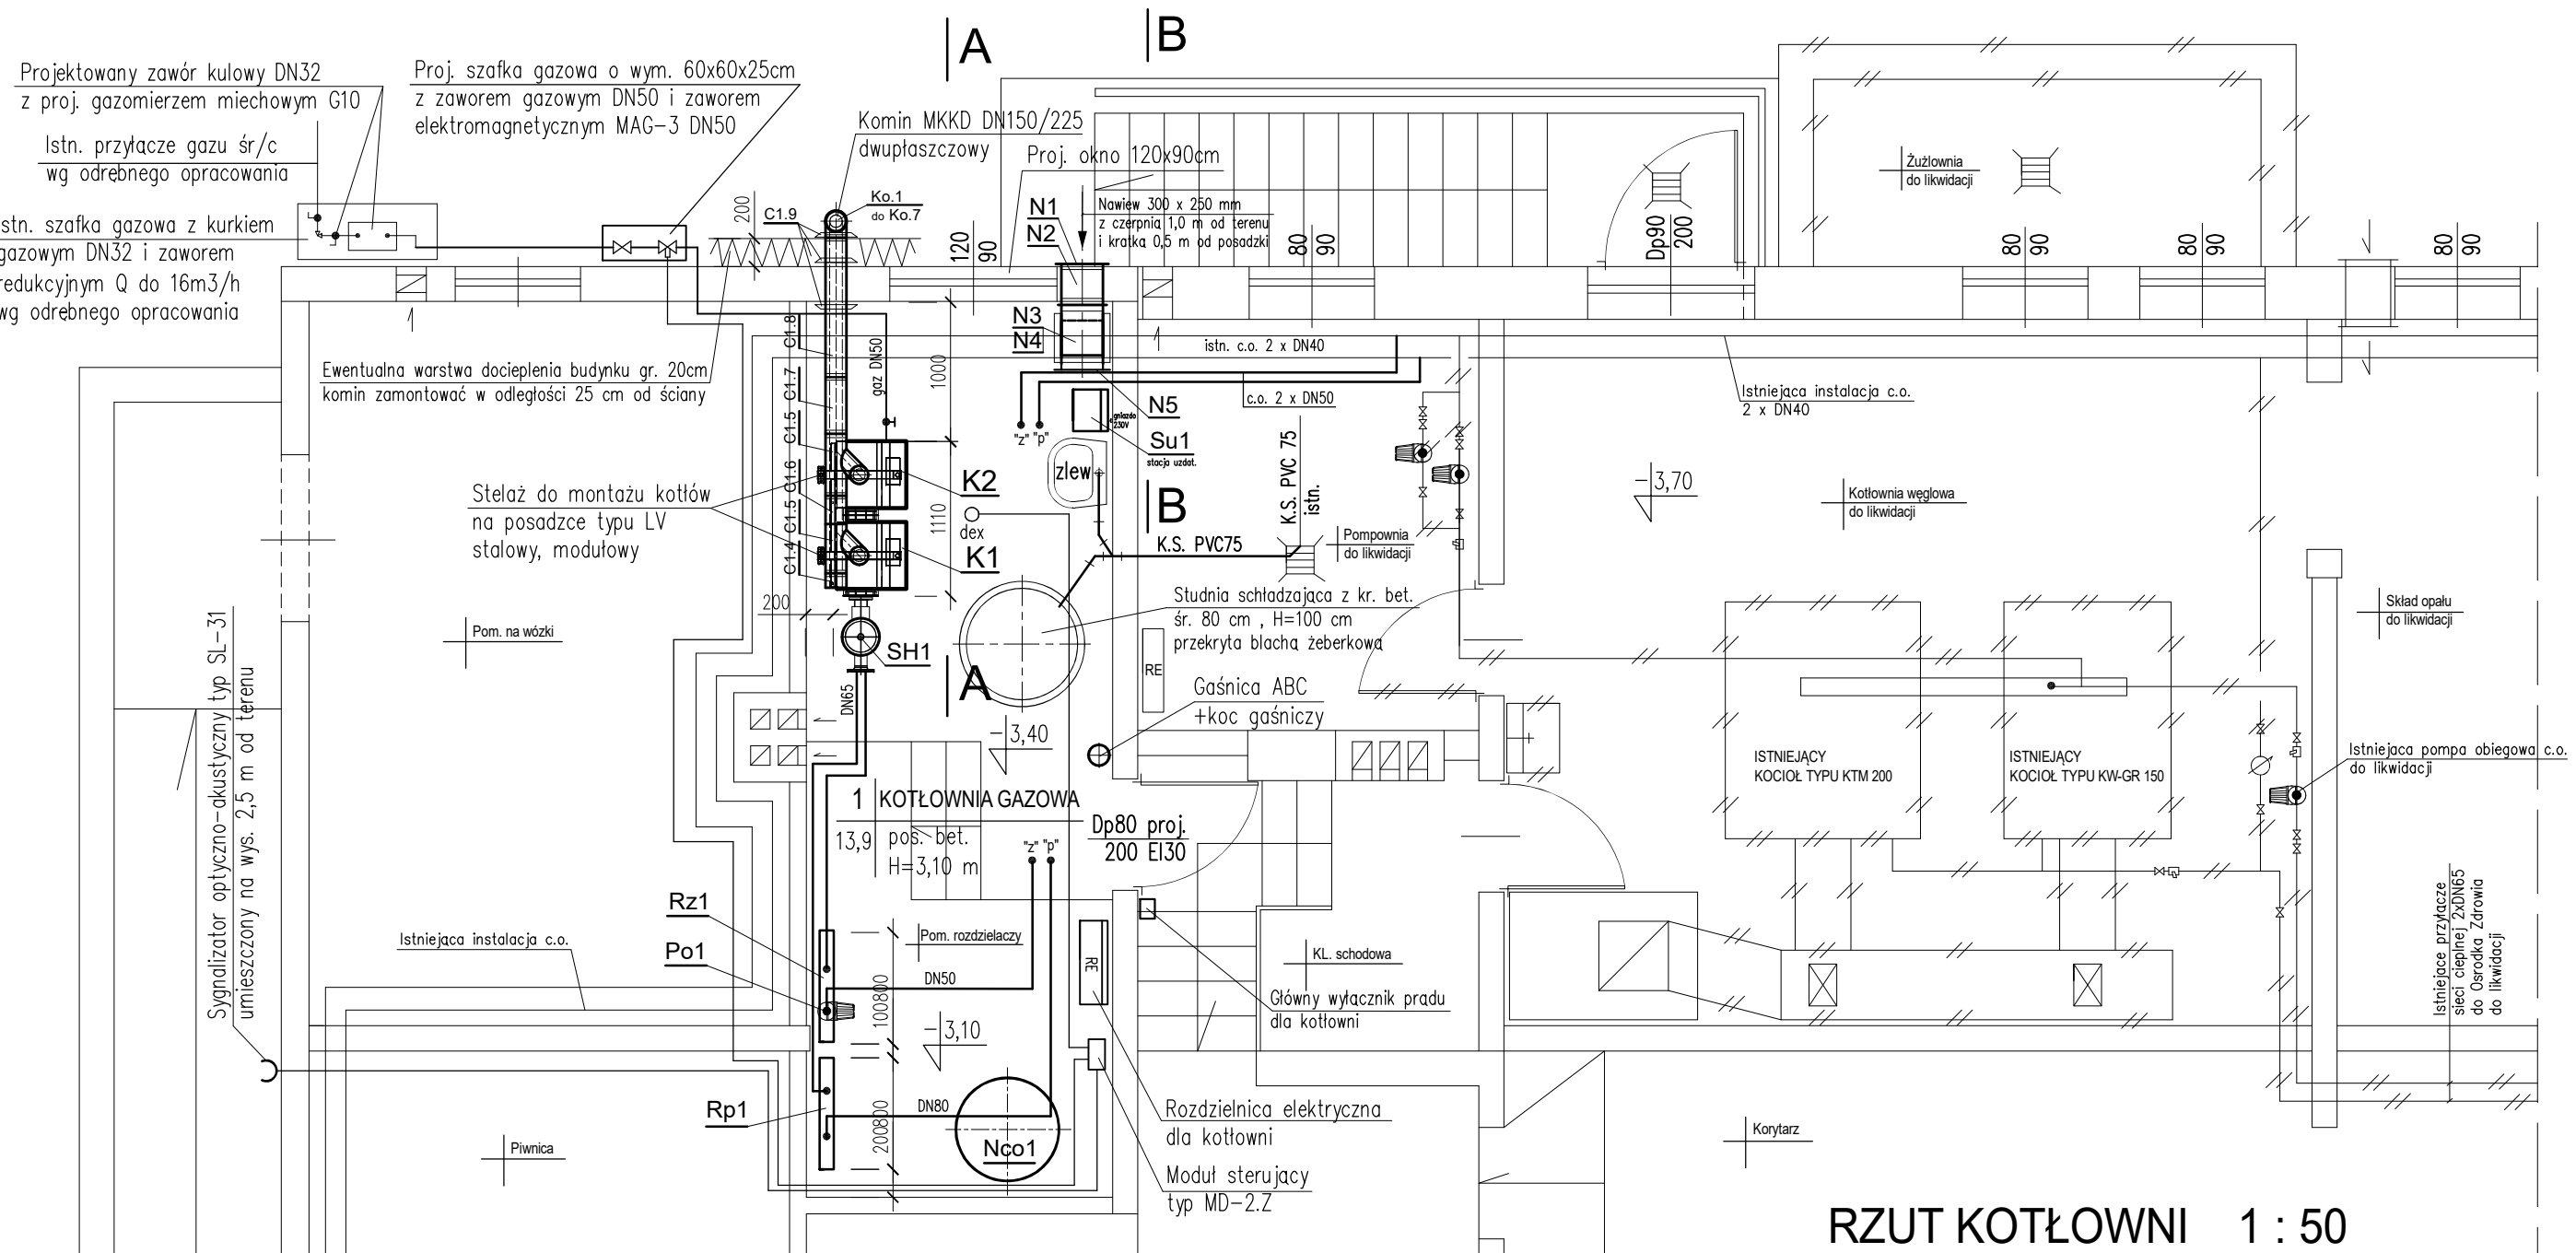 A
B
Projektowany zawór kulowy DN32
z proj. gazomierzem miechowym G10
Istn. przyłącze gazu śr/c
wg odrębnego opracowania
stn. szafka gazowa z kurkiem
gazowym DN32 i zaworem
redukcyjnym Q do 16m3/h
wg odrębnego opracowania
Proj. szafka gazowa o wym. 60x60x25cm
z zaworem gazowym DN50 i zaworem
elektromagnetycznym MAG-3 DN50
Komin MKKD DN150/225
dwupłaszczowy
Proj. okno 120x90cm
Ko.1
do Ko.7
C1.9
200
N1
N2
Nawiew 300 x 250 mm
z czerpnią 1,0 m od terenu
i kratką 0,5 m od posadzki
120
90
80
90
Dp90
200
80
90
80
90
80
90
Żużlownia
do likwidacji
N3
N4
istn. c.o. 2 x DN40
c.o. 2 x DN50
Istniejąca instalacja c.o.
2 x DN40
Ewentualna warstwa docieplenia budynku gr. 20cm
komin zamontować w odległości 25 cm od ściany
C1.8
C1.7
C1.5
C1.6
C1.5
C1.4
gaz DN50
1000
1110
"z" "p"
N5
gniazdo
230V
Su1
stacja uzdat.
zlew
K2
dex
K1
B
K.S. PVC 75
istn.
K.S. PVC75
Pompownia
do likwidacji
-3,70
Kotłownia węglowa
do likwidacji
Stelaż do montażu kotłów
na posadzce typu LV
stalowy, modułowy
Studnia schładzająca z kr. bet.
śr. 80 cm , H=100 cm
przekryta blachą żeberkową
200
SH1
A
DN65
RE
Pom. na wózki
Skład opału
do likwidacji
Sygnalizator optyczno-akustyczny typ SL-31
umieszczony na wys. 2,5 m od terenu
Gaśnica ABC
+koc gaśniczy
-3,40
ISTNIEJĄCY
KOCIOŁ TYPU KTM 200
ISTNIEJĄCY
KOCIOŁ TYPU KW-GR 150
Istniejąca pompa obiegowa c.o.
do likwidacji
1 KOTŁOWNIA GAZOWA
13,9 pos. bet.
H=3,10 m
Dp80 proj.
200 EI30
"z" "p"
Rz1
Po1
Istniejąca instalacja c.o.
Pom. rozdzielaczy
DN50
100800
-3,10
RE
KL. schodowa
Główny wyłącznik prądu
dla kotłowni
Istniejące przyłącze
sieci cieplnej 2xDN65
do Ośrodka Zdrowia
do likwidacji
Rp1
DN80
200800
Nco1
Rozdzielnica elektryczna
dla kotłowni
Moduł sterujący
typ MD-2.Z
Piwnica
Korytarz
RZUT KOTŁOWNI 1 : 50